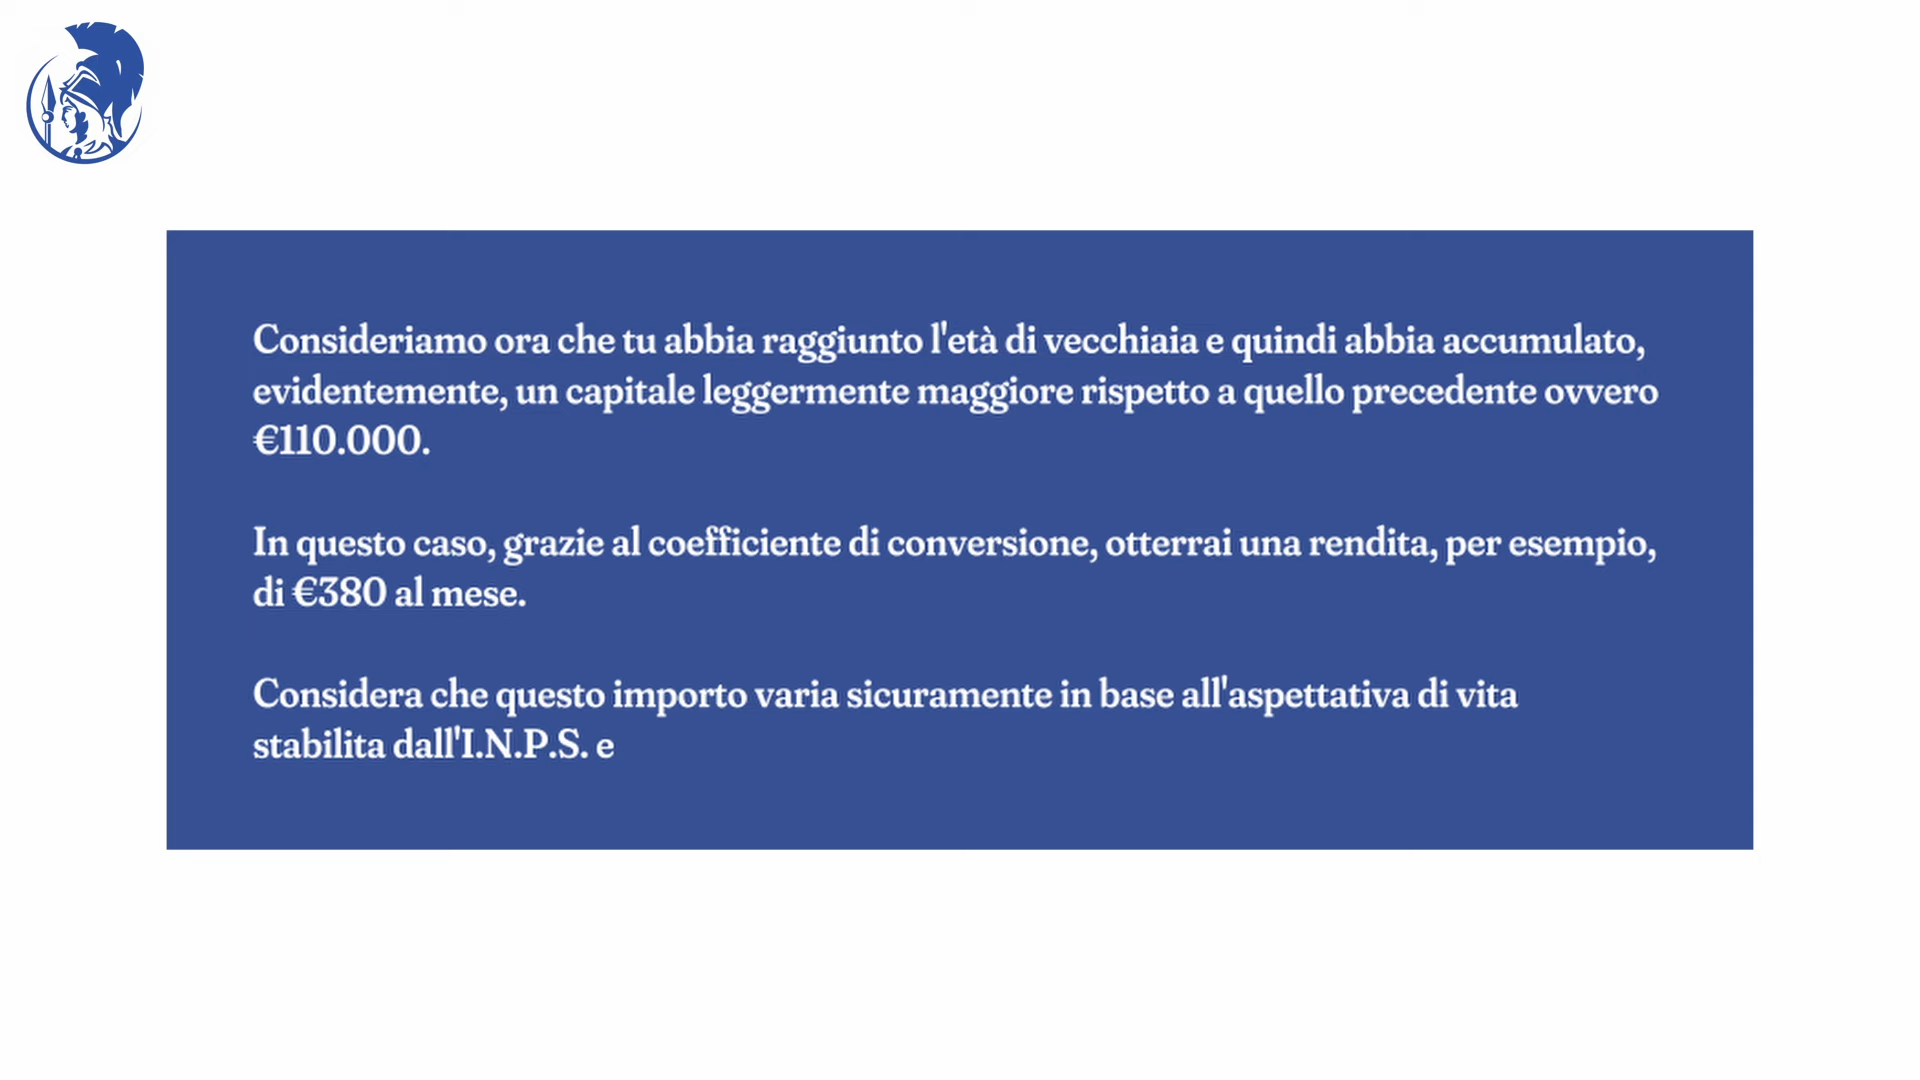 Consideriamo ora che tu abbia raggiunto l'età di vecchiaia e quindi abbia accumulato,
evidentemente, un capitale leggermente maggiore rispetto a quello precedente ovvero
€110.000.
In questo caso, grazie al coefficiente di conversione, otterrai una rendita, per esempio,
di €380 al mese.
Considera che questo importo varia sicuramente in base all'aspettativa di vita
stabilita dall'I.N.P.S. e